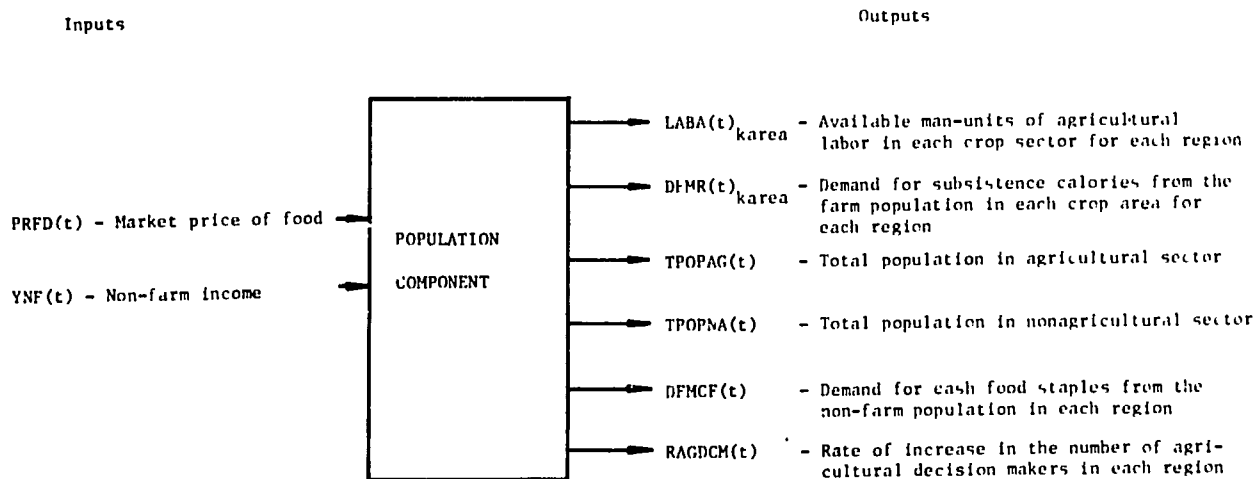 Inputs
Outputs
PRFD(t) - Market price of food
YNF(t) - Non-farm income
POPULATION
COMPONENT
LABA(t)karea - Available man-units of agricultural
labor in each crop sector for each region
DFMR(t)karea - Demand for subsistence calories from the
farm population in each crop area for
each region
TPOPAG(t) - Total population in agricultural sector
TPOPNA(t) - Total population in nonagricultural sector
DFMCF(t) - Demand for cash food staples from the
non-farm population in each region
RAGDCM(t) - Rate of increase in the number of agri-
cultural decision makers in each region